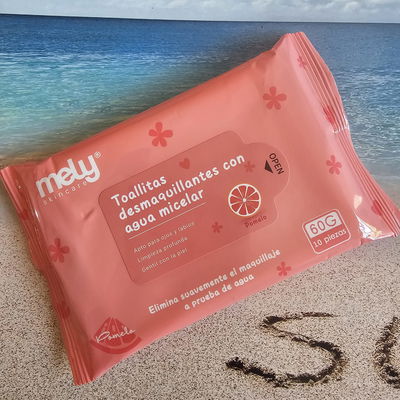 mely®
skincare
Toallitas
desmaquillantes con
agua micelar
Apto para ojos y labios
Limpieza profunda
Gentil con la piel
OPEN
Pomelo
60G
10 piezas
Elimina suavemente el maquillaje
a prueba de agua
Pomelo